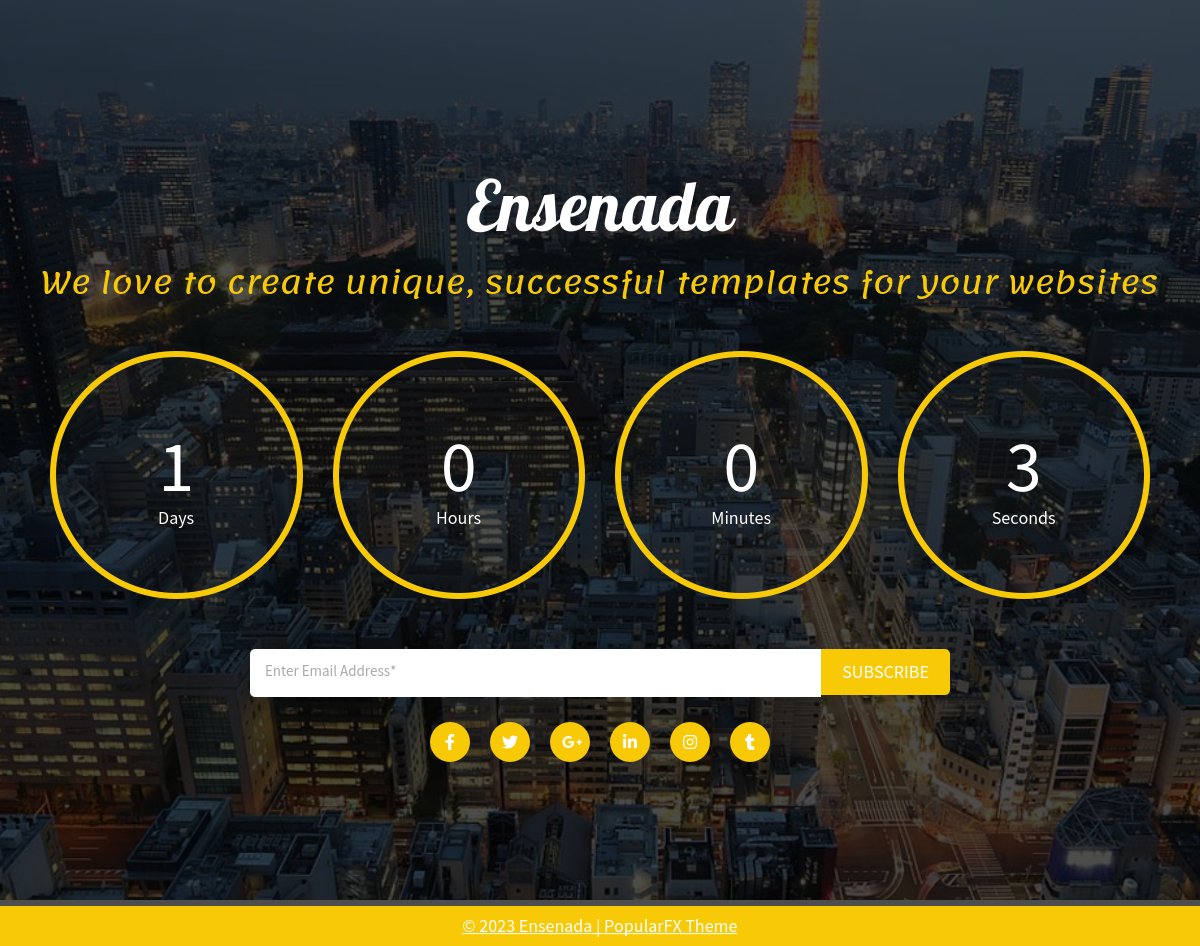 Ensenada
We love to create unique, successful templates for your websites
1
Days
0
Hours
0
Minutes
3
Seconds
Enter Email Address*
SUBSCRIBE
© 2023 Ensenada | PopularFX Theme